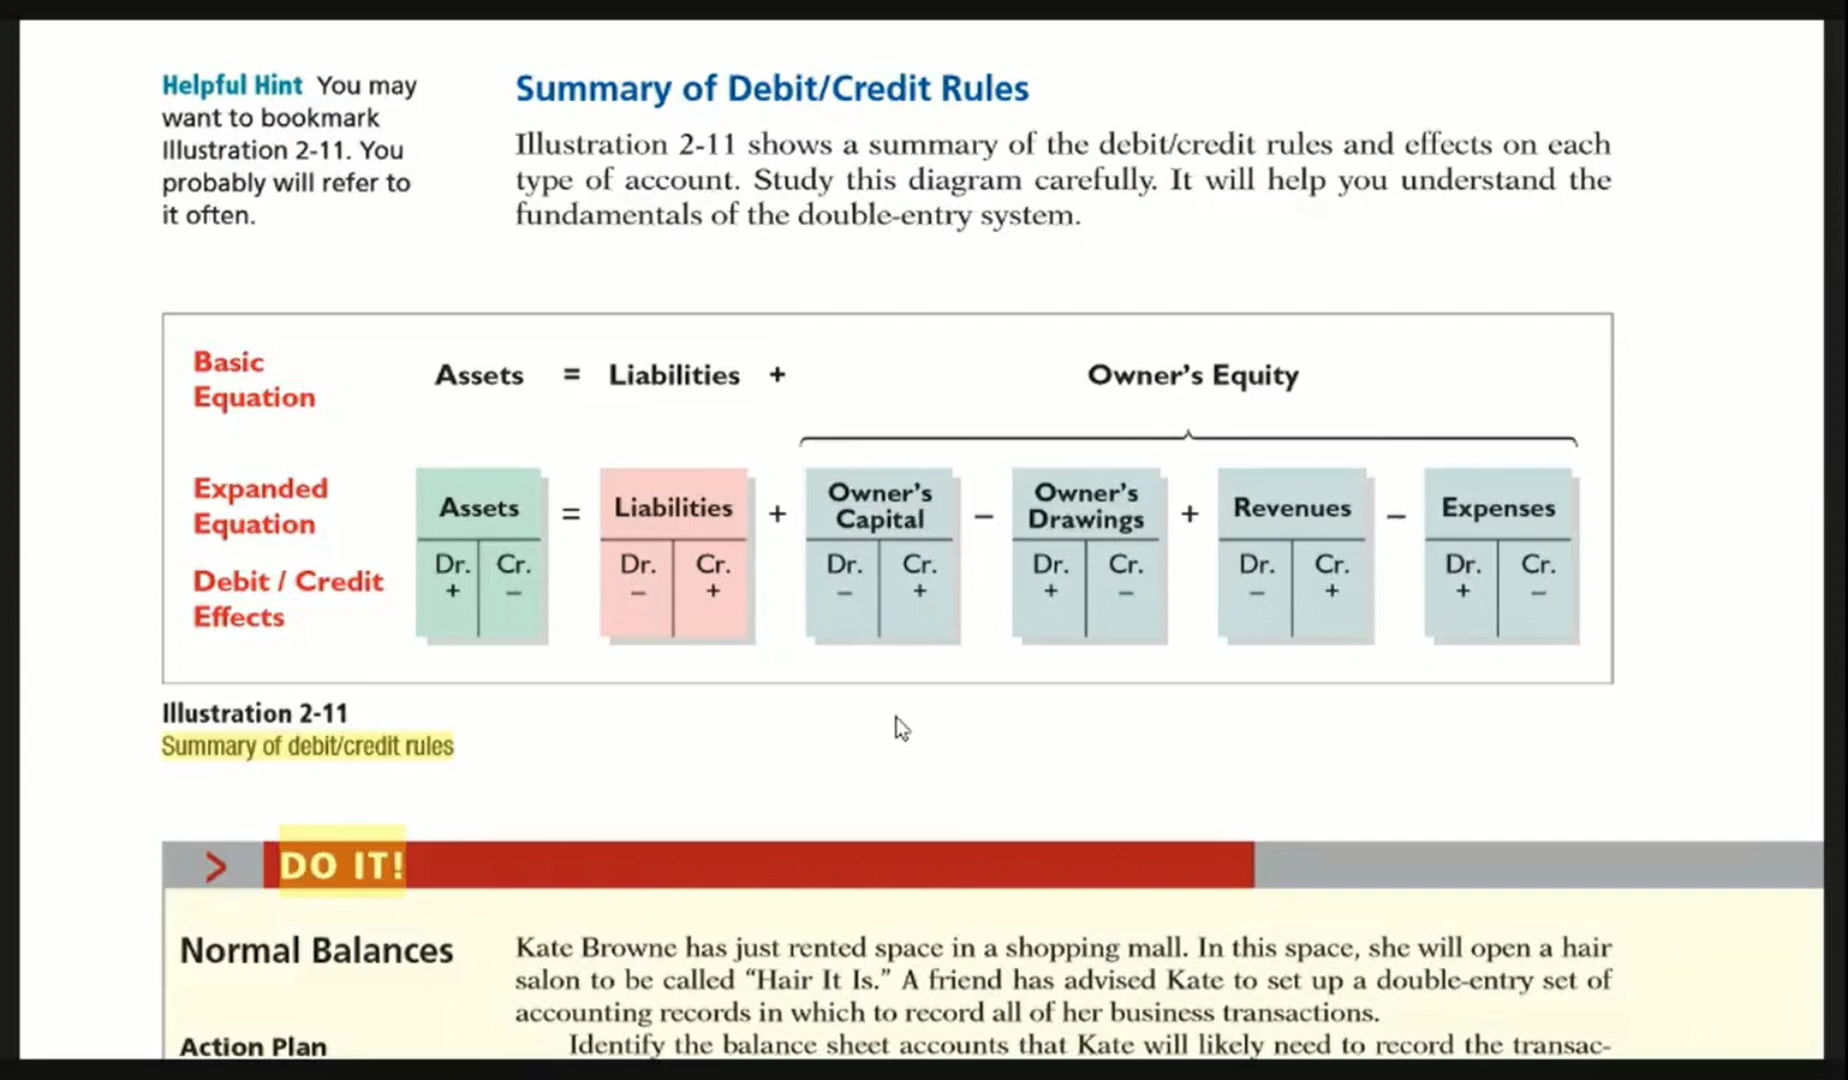 Helpful Hint You may
want to bookmark
Illustration 2-11. You
probably will refer to
it often.
Summary of Debit/Credit Rules
Illustration 2-11 shows a summary of the debit/credit rules and effects on each
type of account. Study this diagram carefully. It will help you understand the
fundamentals of the double-entry system.
Basic
Equation
Assets = Liabilities + Owner's Equity
Expanded
Equation
Assets = Liabilities + Owner's Capital – Owner's Drawings + Revenues – Expenses
Debit / Credit
Effects
Dr. Cr. Dr. Cr. Dr. Cr. Dr. Cr. Dr. Cr. Dr. Cr.
+ – – + – + + – – + + –
Illustration 2-11
Summary of debit/credit rules
> DO IT!
Normal Balances
Kate Browne has just rented space in a shopping mall. In this space, she will open a hair
salon to be called “Hair It Is.” A friend has advised Kate to set up a double-entry set of
accounting records in which to record all of her business transactions.
Action Plan
Identify the balance sheet accounts that Kate will likely need to record the transac-